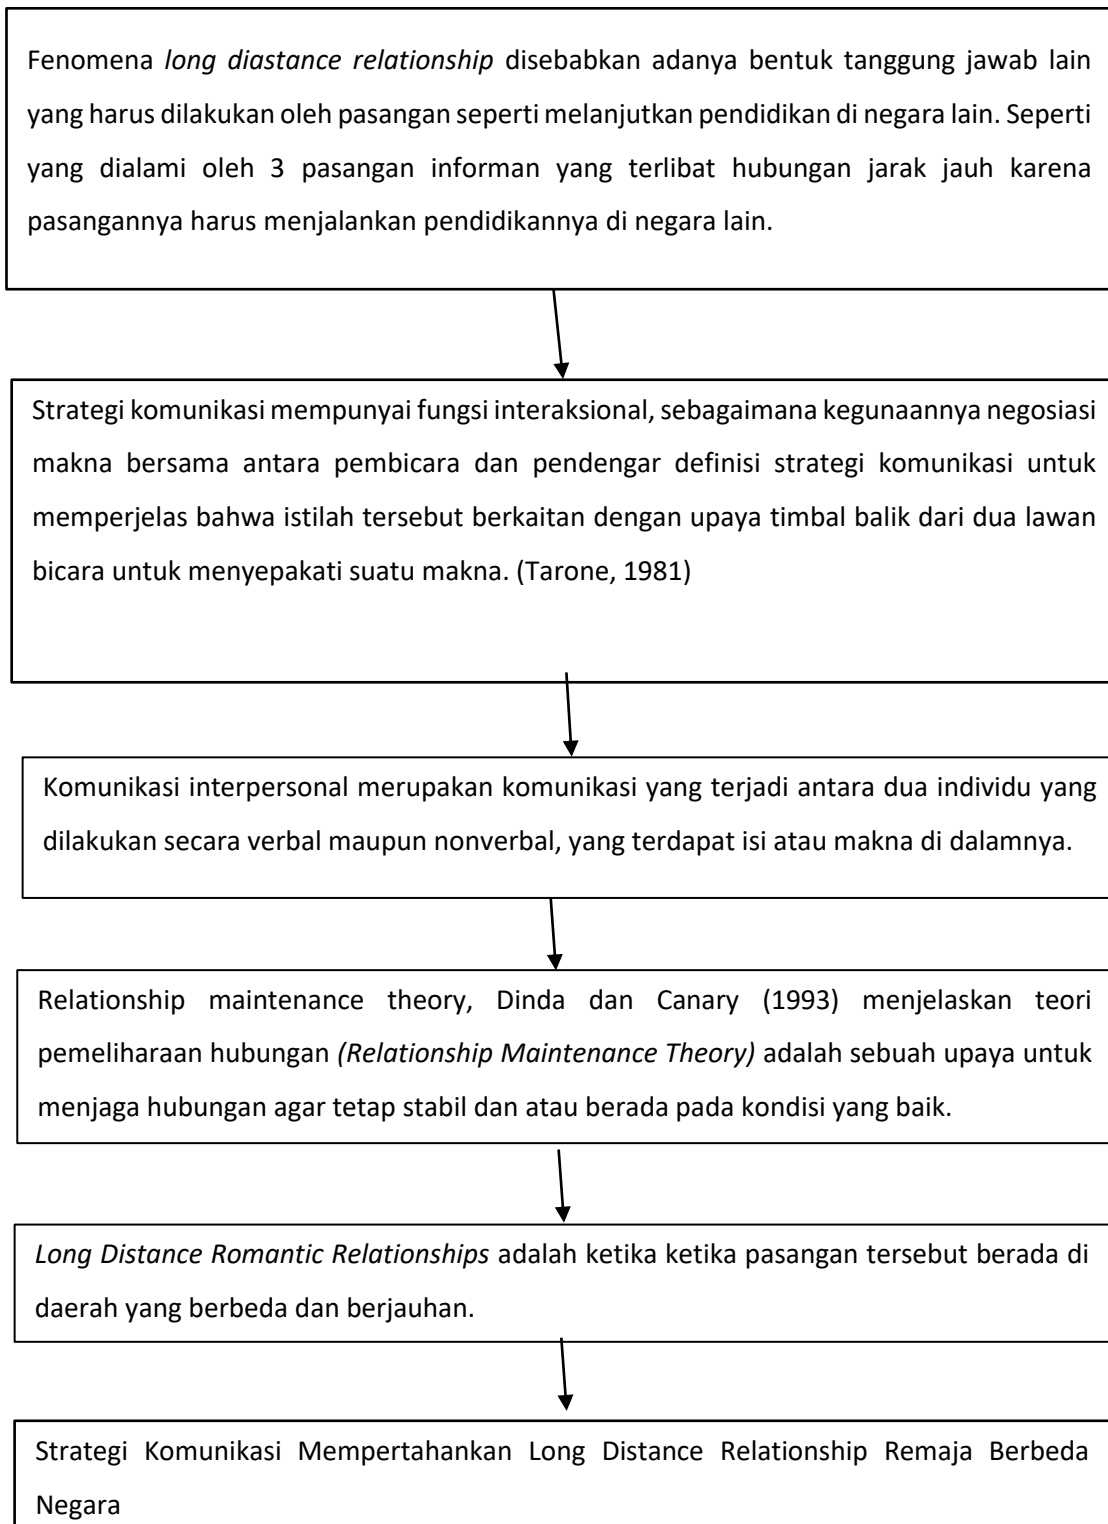 Fenomena long diastance relationship disebabkan adanya bentuk tanggung jawab lain
yang harus dilakukan oleh pasangan seperti melanjutkan pendidikan di negara lain. Seperti
yang dialami oleh 3 pasangan informan yang terlibat hubungan jarak jauh karena
pasangannya harus menjalankan pendidikannya di negara lain.
Strategi komunikasi mempunyai fungsi interaksional, sebagaimana kegunaannya negosiasi
makna bersama antara pembicara dan pendengar definisi strategi komunikasi untuk
memperjelas bahwa istilah tersebut berkaitan dengan upaya timbal balik dari dua lawan
bicara untuk menyepakati suatu makna. (Tarone, 1981)
Komunikasi interpersonal merupakan komunikasi yang terjadi antara dua individu yang
dilakukan secara verbal maupun nonverbal, yang terdapat isi atau makna di dalamnya.
Relationship maintenance theory, Dinda dan Canary (1993) menjelaskan teori
pemeliharaan hubungan (Relationship Maintenance Theory) adalah sebuah upaya untuk
menjaga hubungan agar tetap stabil dan atau berada pada kondisi yang baik.
Long Distance Romantic Relationships adalah ketika ketika pasangan tersebut berada di
daerah yang berbeda dan berjauhan.
Strategi Komunikasi Mempertahankan Long Distance Relationship Remaja Berbeda
Negara